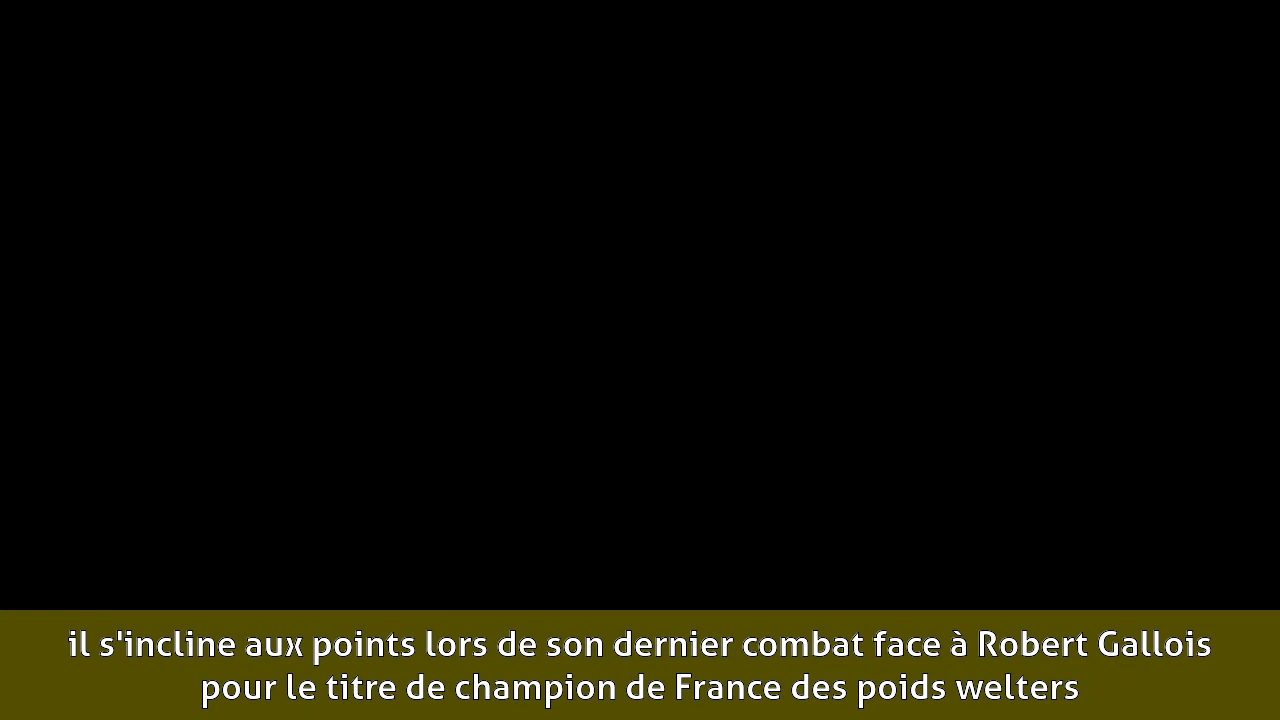 il s'incline aux points lors de son dernier combat face à Robert Gallois
pour le titre de champion de France des poids welters